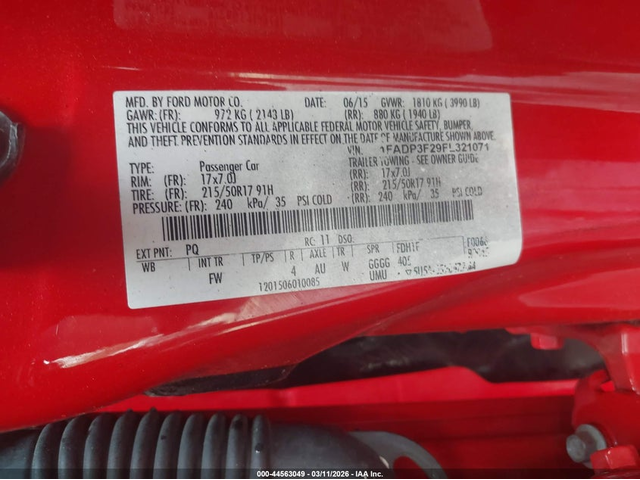 MFD. BY FORD MOTOR CO. DATE: 06/15 GVWR: 1810 KG ( 3990 LB)
GAWR: (FR): 972 KG ( 2143 LB) (RR): 880 KG ( 1940 LB)
THIS VEHICLE CONFORMS TO ALL APPLICABLE FEDERAL MOTOR VEHICLE SAFETY, BUMPER,
AND THEFT PREVENTION STANDARDS IN EFFECT ON THE DATE OF MANUFACTURE SHOWN ABOVE.
VIN: 1FADP3F29FL321071
TYPE: Passenger Car TRAILER TOWING - SEE OWNER GUIDE
RIM: (FR): 17x7.0J (RR): 17x7.0J
TIRE: (FR): 215/50R17 91H (RR): 215/50R17 91H
PRESSURE: (FR): 240 kPa/ 35 PSI COLD (RR): 240 kPa/ 35 PSI COLD
EXT PNT: PQ RC: 11 DSO:
WB INT TR TP/PS R AXLE TR SPR
FW 4 AU W GGGG
UMU
1201506010085
000-44563049 - 03/11/2026 - IAA Inc.